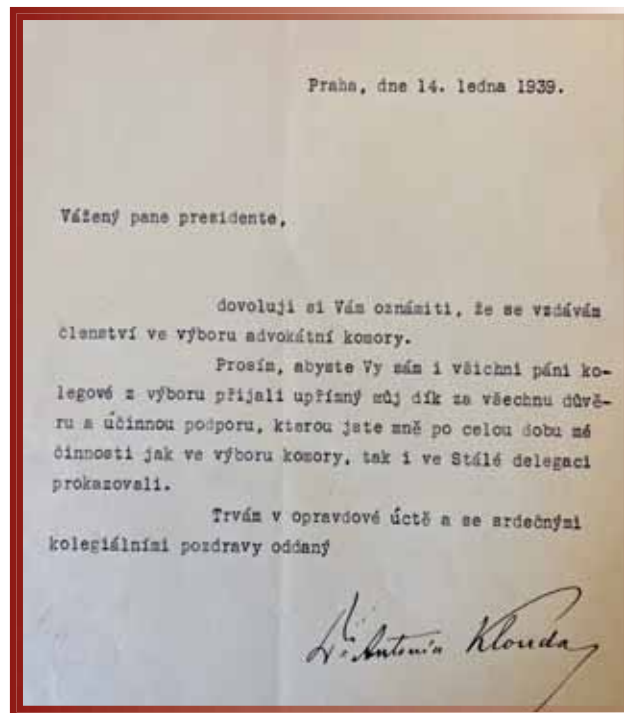 Praha, dne 14. ledna 1939.
Vážený pane presidente,
dovoluji si Vám oznámiti, že se vzdávám
členství ve výboru advokátní komory.
Prosím, abyste Vy sám i všichni páni ko-
legové z výboru přijali upřímný můj dík za všechnu důvě-
ru a účinnou podporu, kterou jste mně po celou dobu mé
činnosti jak ve výboru komory, tak i ve Stálé delegaci
prokazovali.
Trvám v opravdové úctě a se srdečnými
kolegiálními pozdravy oddaný
Dr. Antonín Klouda